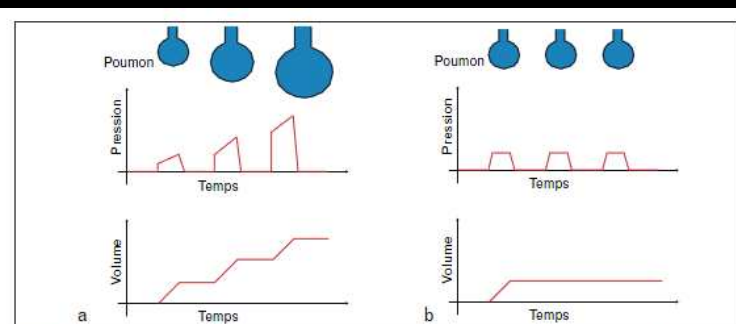 Poumon
Pression
Temps
Volume
Temps
a
Poumon
Pression
Temps
Volume
Temps
b